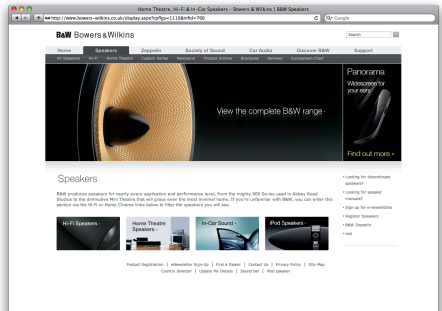 Home Theatre, Hi-Fi & In-Car Speakers - Bowers & Wilkins | B&W Speakers
http://www.bowers-wilkins.co.uk/display.aspx?cpflgs=1110&infid=766
Google
B&W Bowers & Wilkins
Search
Home Speakers Zeppelin Society of Sound Car Audio Discover B&W Support
All Speakers Hi-Fi Home Theatre Custom Series Panorama Product Archive Brochures Reviews Comparison Chart
View the complete B&W range
Panorama
Widescreen for
your ears
Find out more
Speakers
B&W produces speakers for nearly every application and performance level, from the mighty 800 Series used in Abbey Road
Studios to the diminutive Mini Theatre that will grace even the most minimal home. If you're unfamiliar with B&W, you can enter this
section via the Hi-Fi or Home Cinema links below to filter the speakers you will see.
Looking for discontinued
speakers?
Looking for speaker
manuals?
Sign up for e-newsletters
Register Speakers
B&W Zeppelin
Hi-Fi Speakers
Home Theatre
Speakers
In-Car Sound
iPod Speakers
Product Registration | eNewsletter Sign-Up | Find a Dealer | Contact Us | Privacy Policy | Site Map
Country Selector | Update My Details | Sound bar | iPod speaker